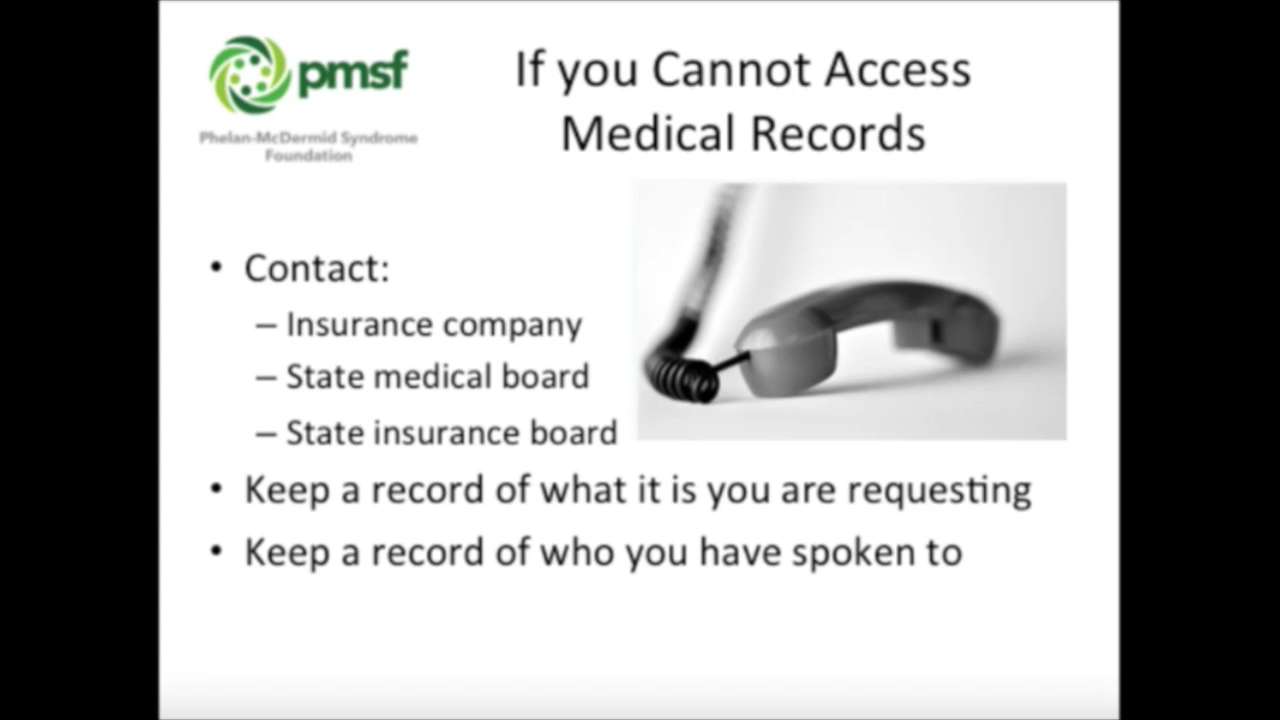 pmsf
Phelan-McDermid Syndrome
Foundation
If you Cannot Access
Medical Records
• Contact:
– Insurance company
– State medical board
– State insurance board
• Keep a record of what it is you are requesting
• Keep a record of who you have spoken to